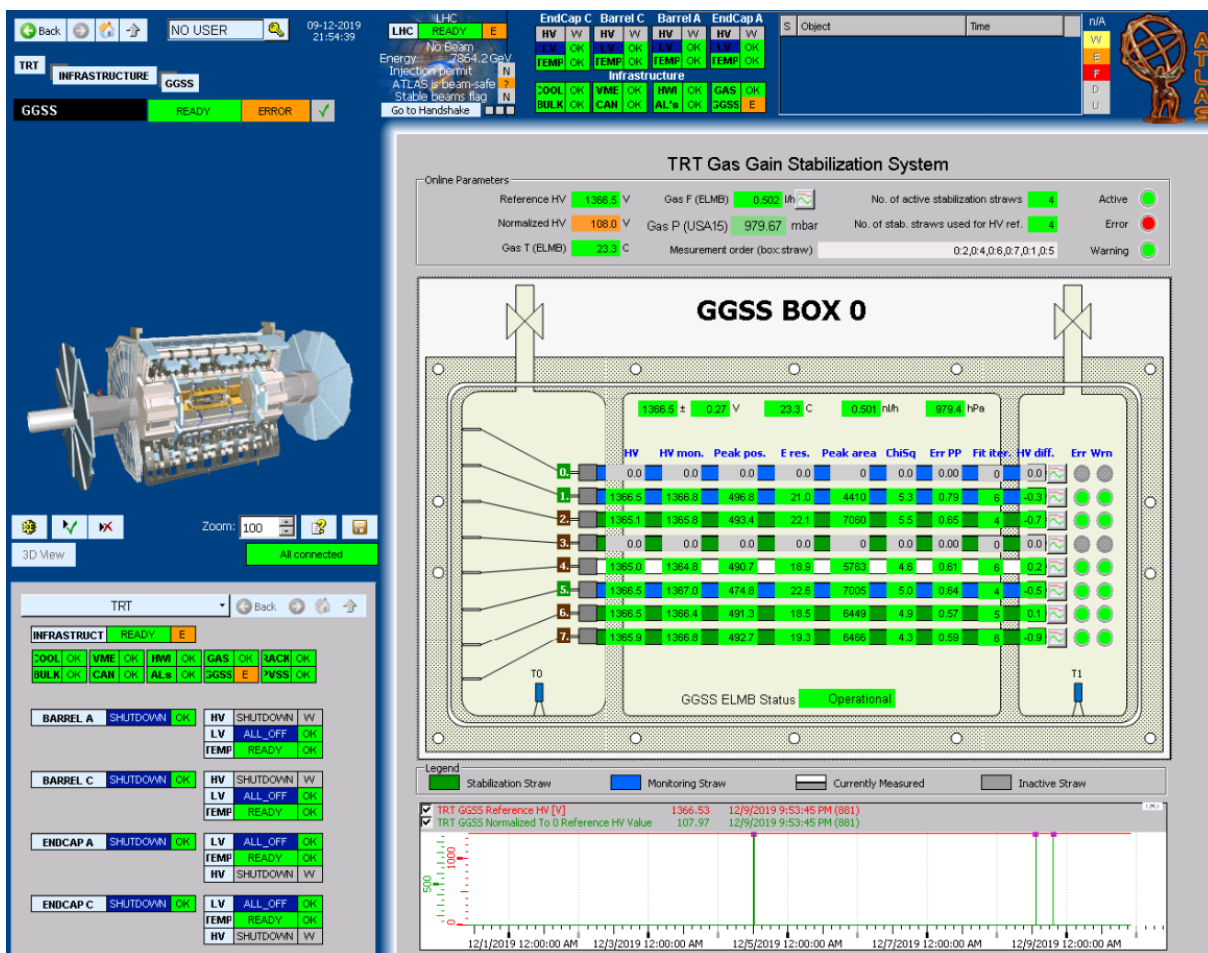 Back NO USER 09-12-2019
21:54:39
TRT
INFRASTRUCTURE
GGSS
GGSS READY ERROR
LHC
LHC READY E
No Beam
Energy = 7864.2 GeV
Injection permit N
ATLAS is beam-safe ?
Stable beams flag N
Go to Handshake
EndCap C Barrel C Barrel A EndCap A
HV W HV W HV W HV W
LV OK LV OK LV OK LV OK
TEMP OK TEMP OK TEMP OK TEMP OK
Infrastructure
COOL OK VME OK HWI OK GAS OK
BULK OK CAN OK AL's OK GGSS E
S Object Time
n/A
W
E
F
D
U
ATLAS
TRT Gas Gain Stabilization System
Online Parameters
Reference HV 1366.5 V Gas F (ELMB) 0.502 l/h No. of active stabilization straws 4 Active
Normalized HV 108.0 V Gas P (USA15) 979.67 mbar No. of stab. straws used for HV ref. 4 Error
Gas T (ELMB) 23.3 C Mesurement order (box:straw) 0:2,0:4,0:6,0:7,0:1,0:5 Warning
GGSS BOX 0
1366.5 ± 0.27 V 23.3 C 0.501 nl/h 979.4 hPa
HV HV mon. Peak pos. E res. Peak area ChiSq Err PP Fit iter. HV diff. Err Wrn
0. 0.0 0.0 0.0 0.0 0 0.0 0.00 0 0.0
1. 1366.5 1366.8 496.8 21.0 4410 5.3 0.79 6 -0.3
2. 1365.1 1365.8 493.4 22.1 7060 5.5 0.65 4 -0.7
3. 0.0 0.0 0.0 0.0 0 0.0 0.00 0 0.0
4. 1365.0 1364.8 490.7 18.9 5763 4.6 0.61 6 0.2
5. 1366.5 1367.0 474.8 22.6 7005 5.0 0.64 4 -0.5
6. 1366.5 1366.4 491.3 18.5 6449 4.9 0.57 5 0.1
7. 1365.9 1366.8 492.7 19.3 6466 4.3 0.59 6 -0.9
T0 T1
GGSS ELMB Status Operational
Legend
Stabilization Straw Monitoring Straw Currently Measured Inactive Straw
TRT GGSS Reference HV [V] 1366.53 12/9/2019 9:53:45 PM (881)
TRT GGSS Normalized To 0 Reference HV Value 107.97 12/9/2019 9:53:45 PM (881)
TRT
1000
500
0
12/1/2019 12:00:00 AM 12/3/2019 12:00:00 AM 12/5/2019 12:00:00 AM 12/7/2019 12:00:00 AM 12/9/2019 12:00:00 AM
Zoom: 100
3D View All connected
TRT Back
INFRASTRUCT READY E
COOL OK VME OK HWI OK GAS OK RACK OK
BULK OK CAN OK ALs OK GGSS E PVSS OK
BARREL A SHUTDOWN OK HV SHUTDOWN W
LV ALL_OFF OK
TEMP READY OK
BARREL C SHUTDOWN OK HV SHUTDOWN W
LV ALL_OFF OK
TEMP READY OK
ENDCAP A SHUTDOWN OK LV ALL_OFF OK
TEMP READY OK
HV SHUTDOWN W
ENDCAP C SHUTDOWN OK LV ALL_OFF OK
TEMP READY OK
HV SHUTDOWN W